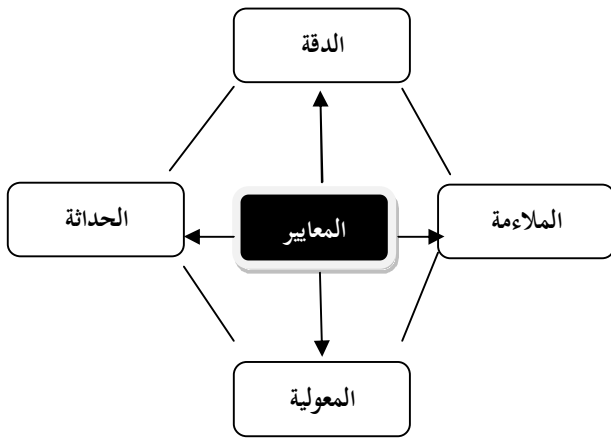 الدقة
الملاءمة
المعايير
الحداثة
المعولية